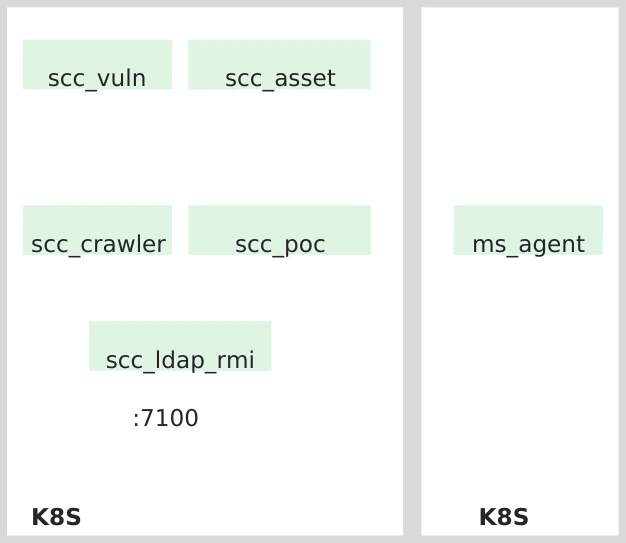 scc_vuln
scc_asset
scc_crawler
scc_poc
scc_ldap_rmi
:7100
K8S
ms_agent
K8S